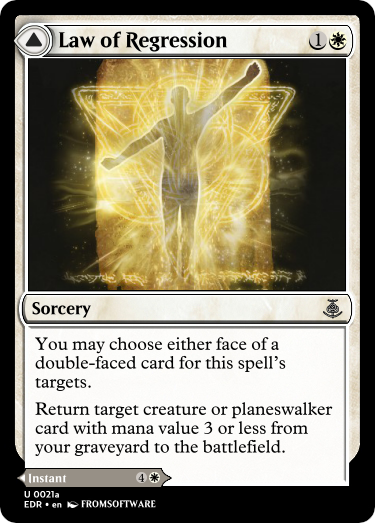 Law of Regression 1
Sorcery
You may choose either face of a
double-faced card for this spell's
targets.
Return target creature or planeswalker
card with mana value 3 or less from
your graveyard to the battlefield.
Instant 4
U 0021a
EDR • en FROMSOFTWARE